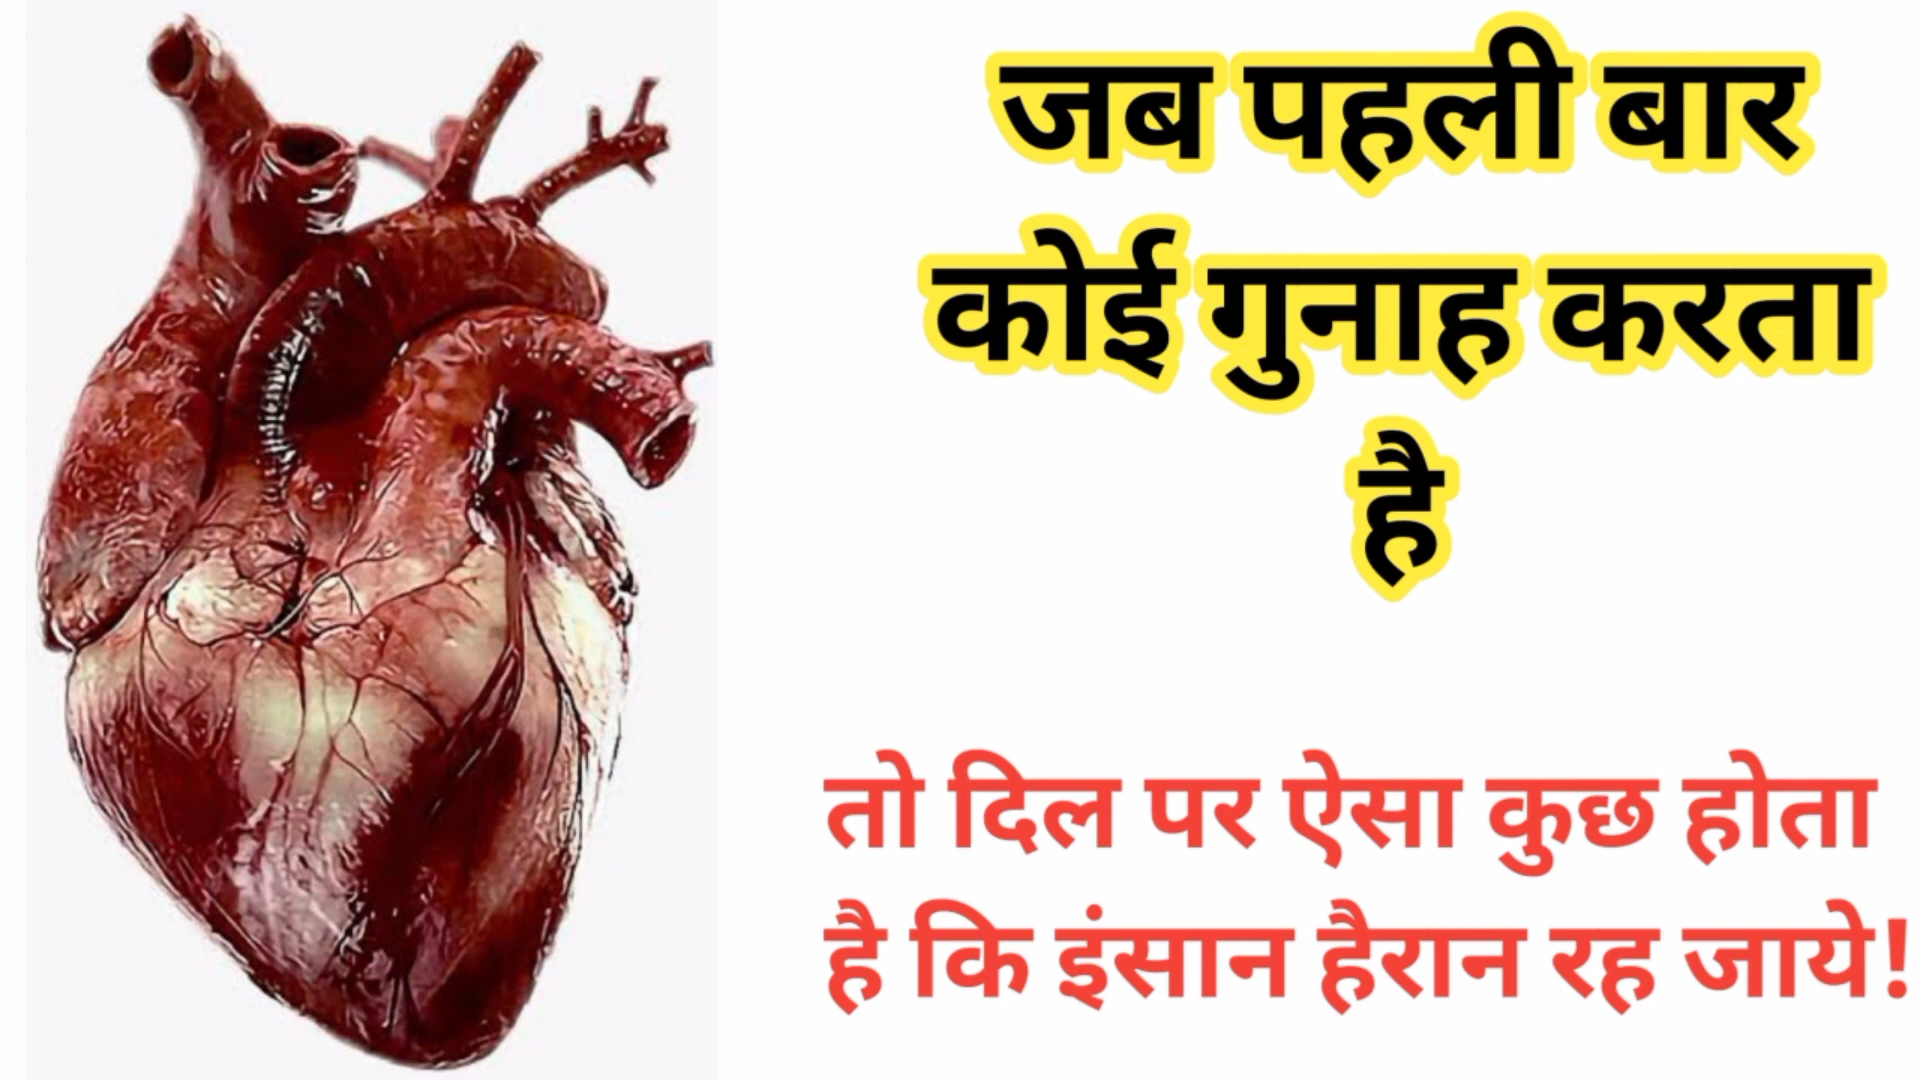 जब पहली बार
कोई गुनाह करता
है
तो दिल पर ऐसा कुछ होता
है कि इंसान हैरान रह जाये!